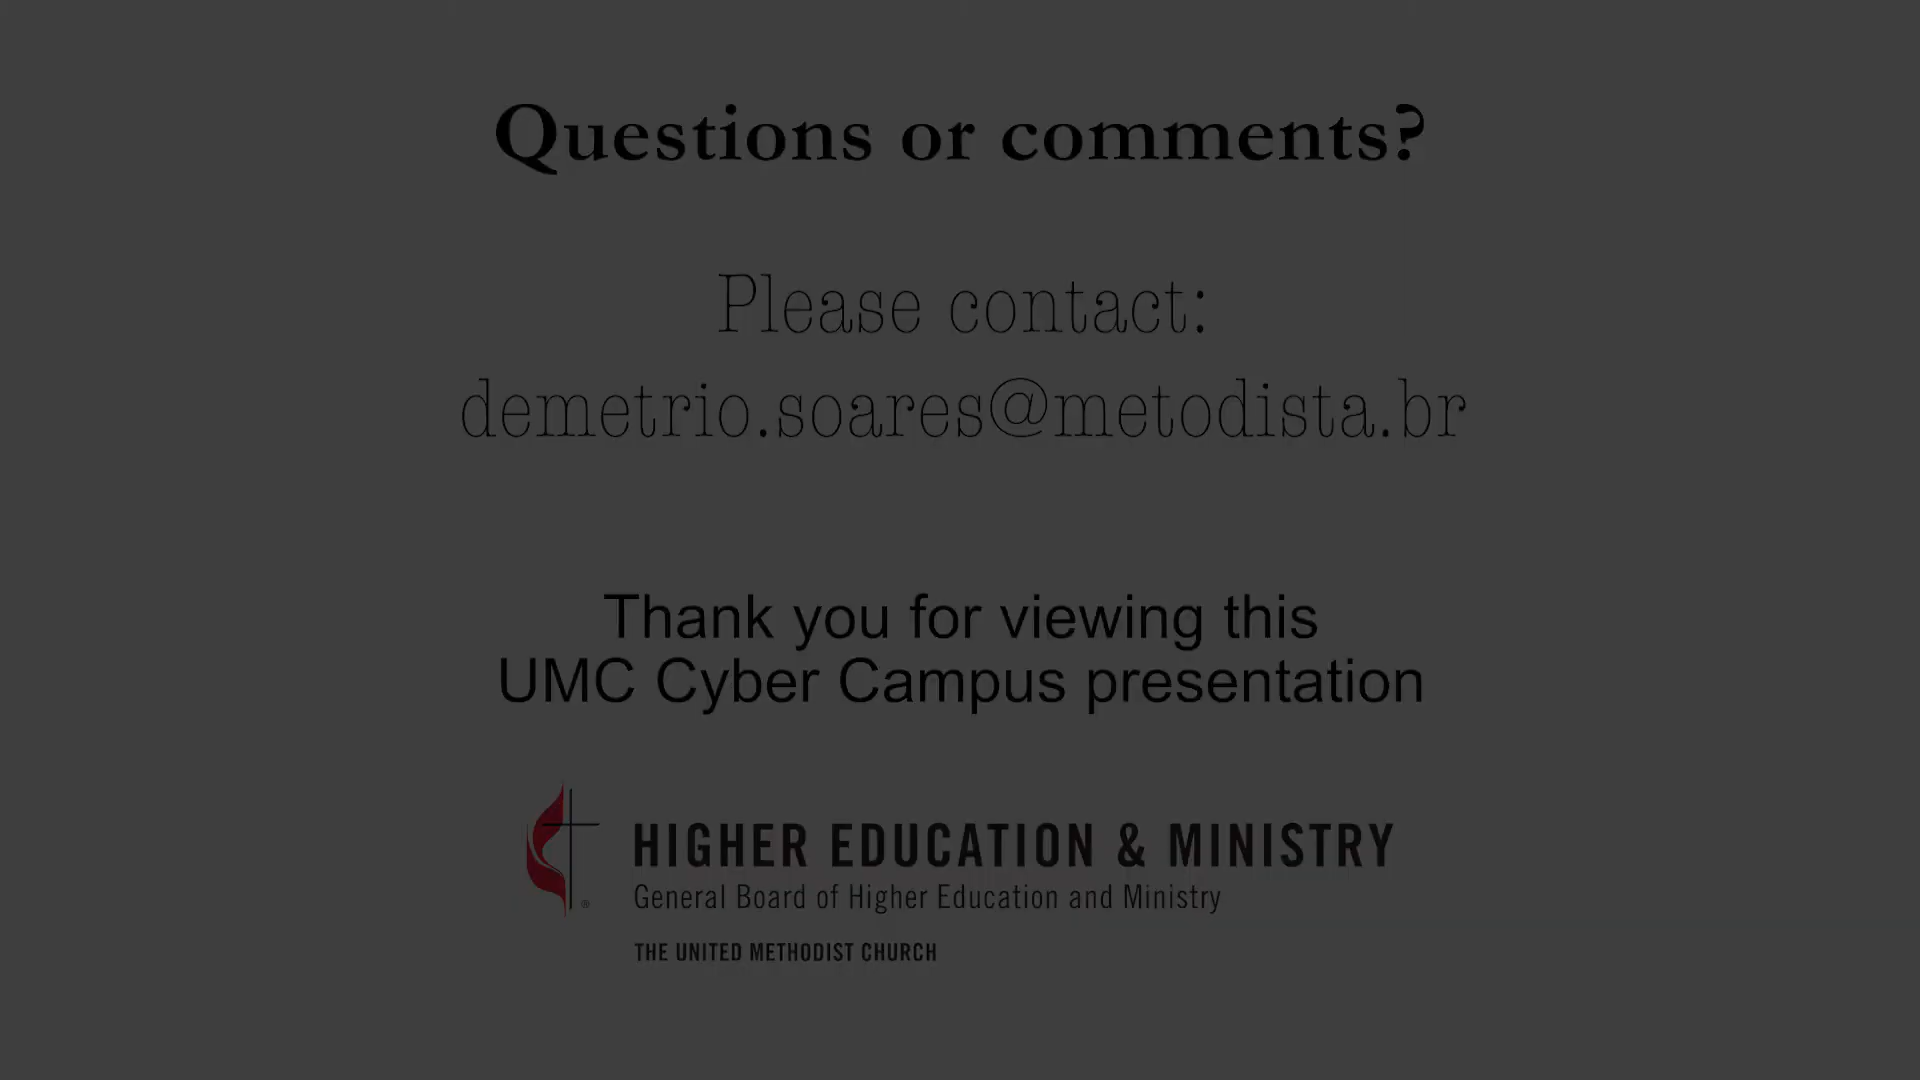 Questions or comments?
Please contact:
demetrio.soares@metodista.br
Thank you for viewing this
UMC Cyber Campus presentation
HIGHER EDUCATION & MINISTRY
General Board of Higher Education and Ministry
®
THE UNITED METHODIST CHURCH